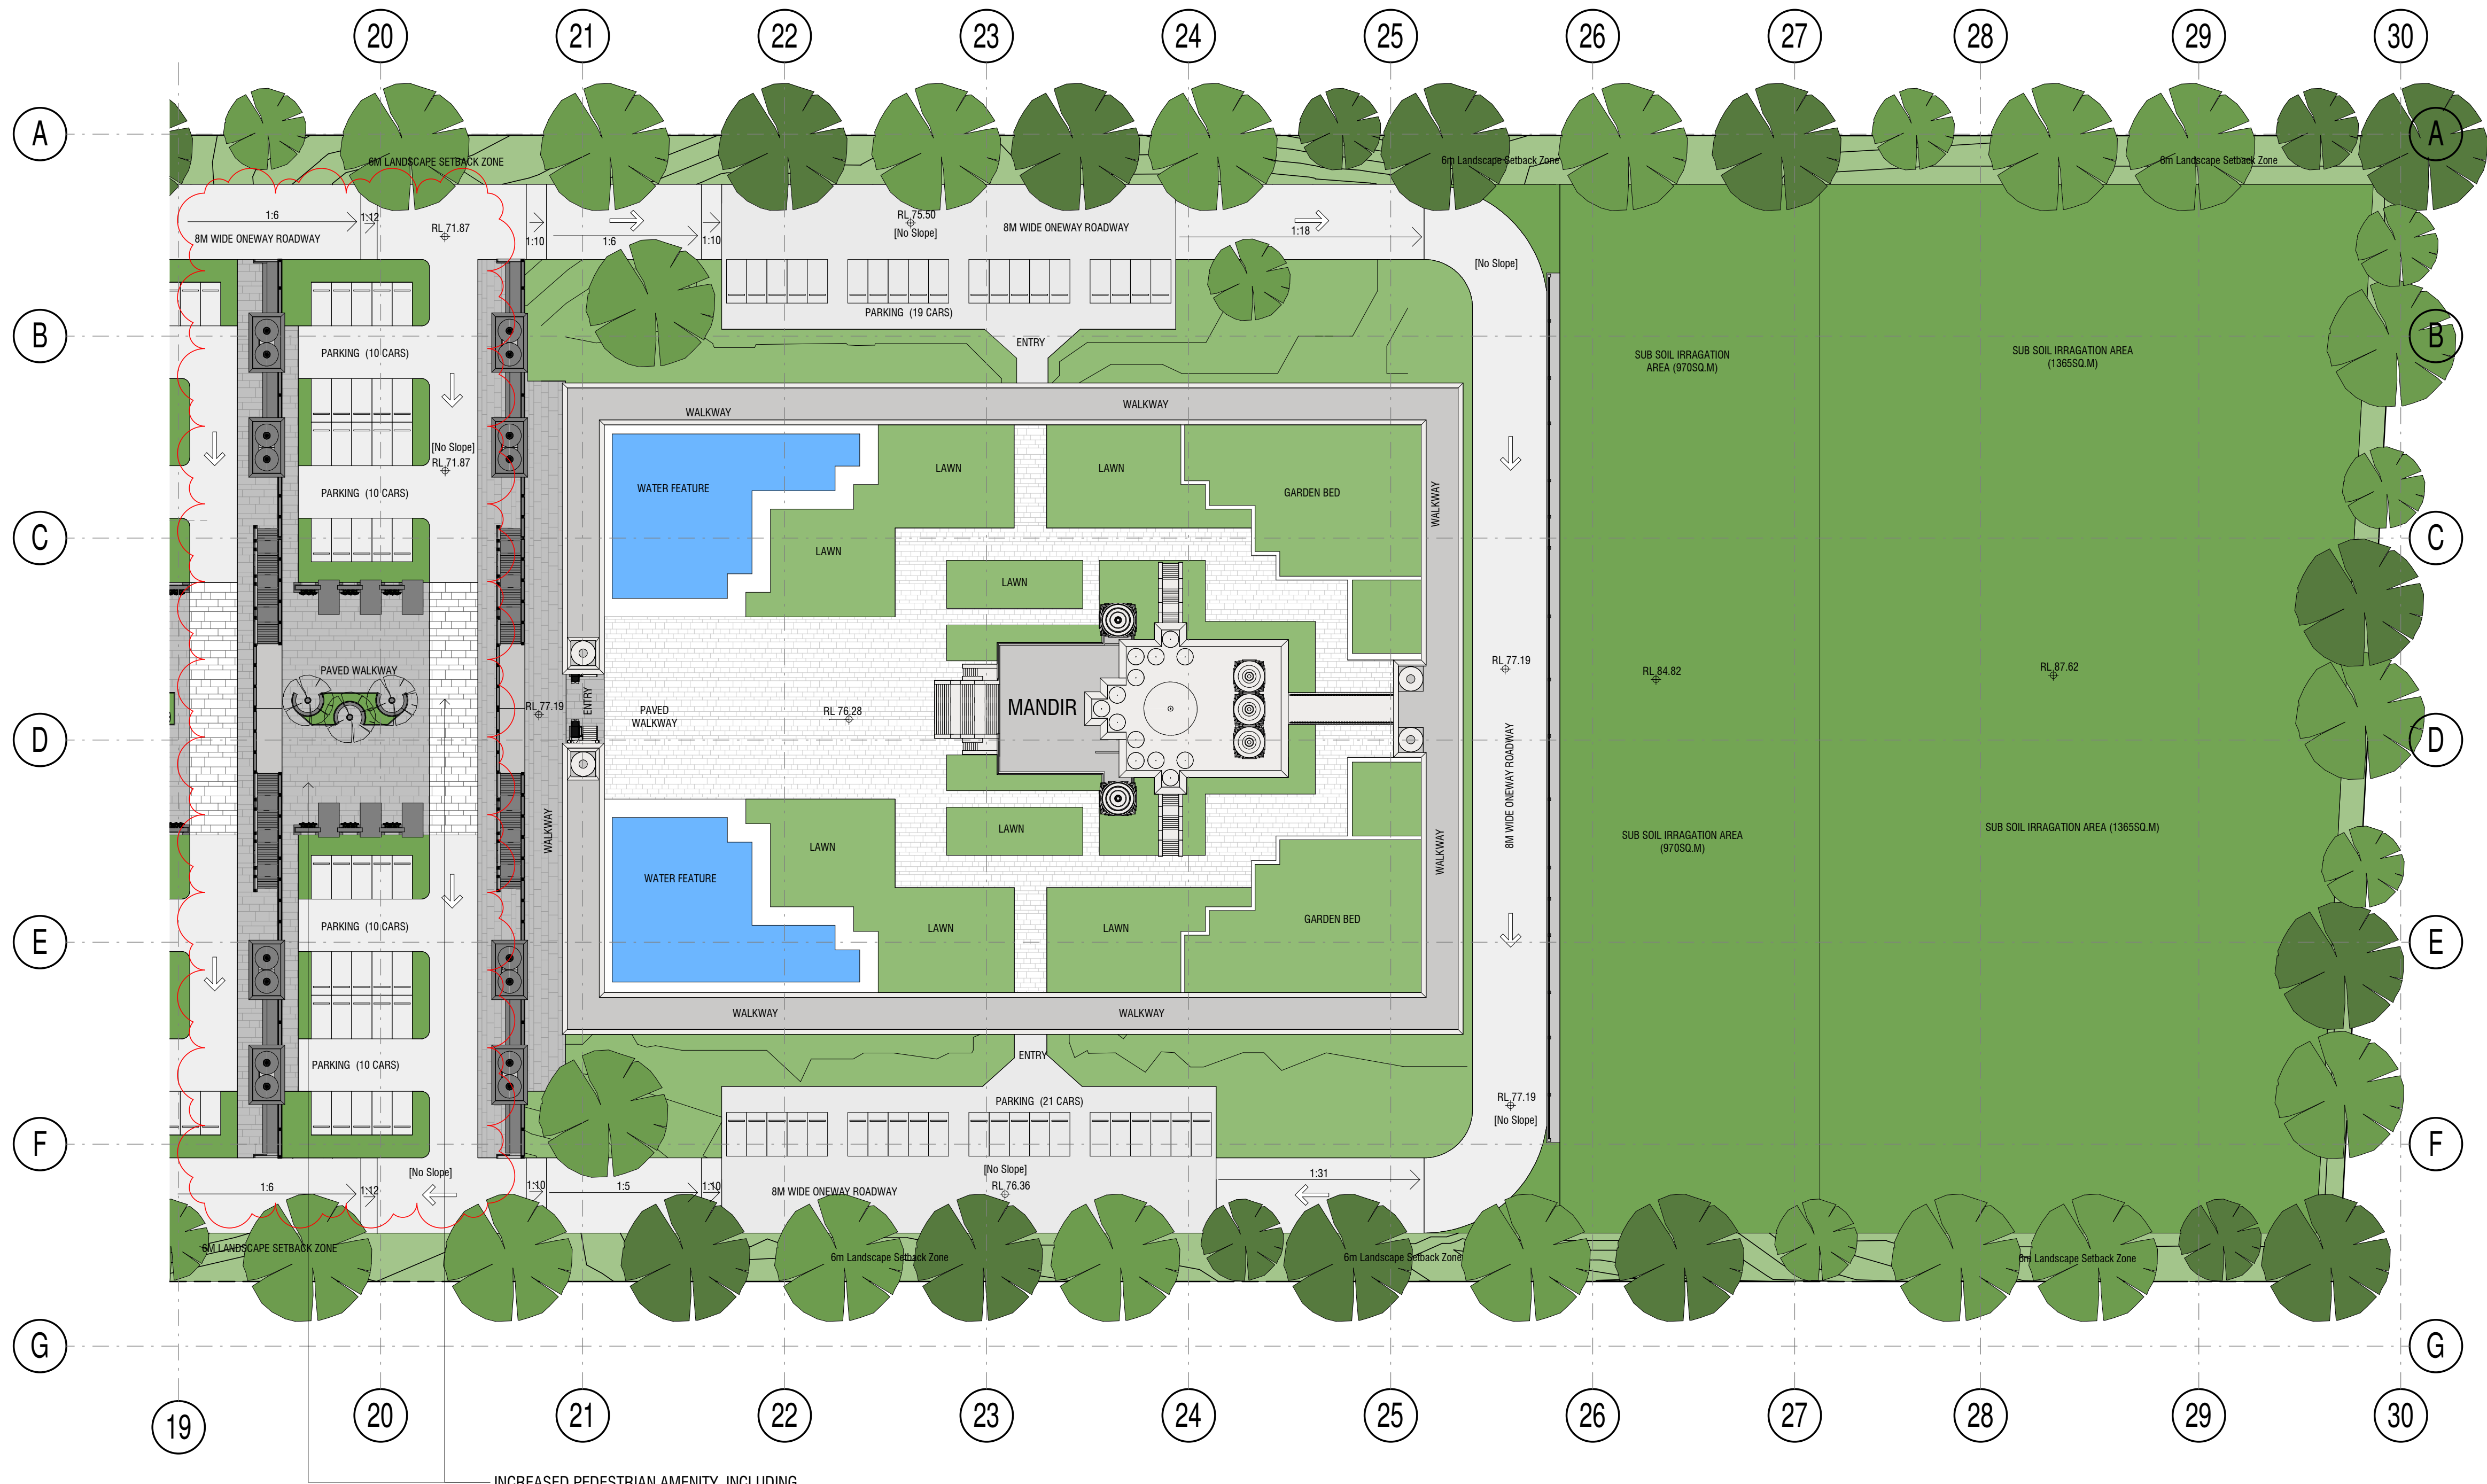 20 21 22 23 24 25 26 27 28 29 30
A A
6M LANDSCAPE SETBACK ZONE
6m Landscape Setback Zone
6m Landscape Setback Zone
1:6
1:12
8M WIDE ONEWAY ROADWAY
RL 71.87
1:10
1:6
1:10
RL 75.50
[No Slope]
8M WIDE ONEWAY ROADWAY
1:18
[No Slope]
PARKING (19 CARS)
B B
ENTRY
PARKING (10 CARS)
SUB SOIL IRRAGATION
AREA (970SQ.M)
SUB SOIL IRRAGATION AREA
(1365SQ.M)
WALKWAY
WALKWAY
[No Slope]
RL 71.87
LAWN
LAWN
WATER FEATURE
GARDEN BED
WALKWAY
PARKING (10 CARS)
C C
LAWN
LAWN
PAVED WALKWAY
RL 77.19
RL 84.82
RL 87.62
RL 77.19
ENTRY
PAVED
WALKWAY
RL 76.28
MANDIR
D D
8M WIDE ONEWAY ROADWAY
WALKWAY
LAWN
LAWN
WALKWAY
SUB SOIL IRRAGATION AREA
(970SQ.M)
SUB SOIL IRRAGATION AREA (1365SQ.M)
WATER FEATURE
PARKING (10 CARS)
LAWN
LAWN
GARDEN BED
E E
WALKWAY
WALKWAY
ENTRY
PARKING (10 CARS)
PARKING (21 CARS)
RL 77.19
[No Slope]
F F
[No Slope]
1:6
1:12
1:10
1:5
1:10
8M WIDE ONEWAY ROADWAY
[No Slope]
RL 76.36
1:31
6M LANDSCAPE SETBACK ZONE
6m Landscape Setback Zone
6m Landscape Setback Zone
6m Landscape Setback Zone
G G
19 20 21 22 23 24 25 26 27 28 29 30
INCREASED PEDESTRIAN AMENITY, INCLUDING